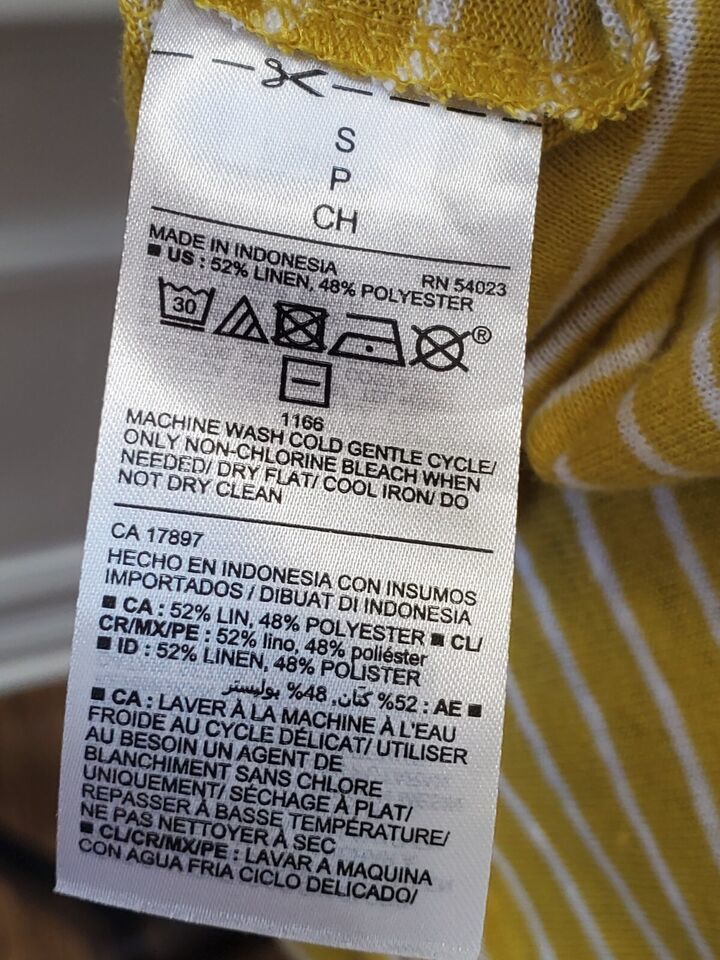 S
P
CH
MADE IN INDONESIA
RN 54023
■ US : 52% LINEN, 48% POLYESTER
30
®
1166
MACHINE WASH COLD GENTLE CYCLE/
ONLY NON-CHLORINE BLEACH WHEN
NEEDED/ DRY FLAT/ COOL IRON/ DO
NOT DRY CLEAN
CA 17897
HECHO EN INDONESIA CON INSUMOS
IMPORTADOS / DIBUAT DI INDONESIA
■ CA : 52% LIN, 48% POLYESTER ■ CL/
CR/MX/PE : 52% lino, 48% poliéster
■ ID : 52% LINEN, 48% POLISTER
■ AE : 52% كتان, 48% بوليستر
■ CA : LAVER À LA MACHINE À L'EAU
FROIDE AU CYCLE DÉLICAT/ UTILISER
AU BESOIN UN AGENT DE
BLANCHIMENT SANS CHLORE
UNIQUEMENT/ SÉCHAGE À PLAT/
REPASSER À BASSE TEMPÉRATURE/
NE PAS NETTOYER À SEC
■ CL/CR/MX/PE : LAVAR A MAQUINA
CON AGUA FRIA CICLO DELICADO/